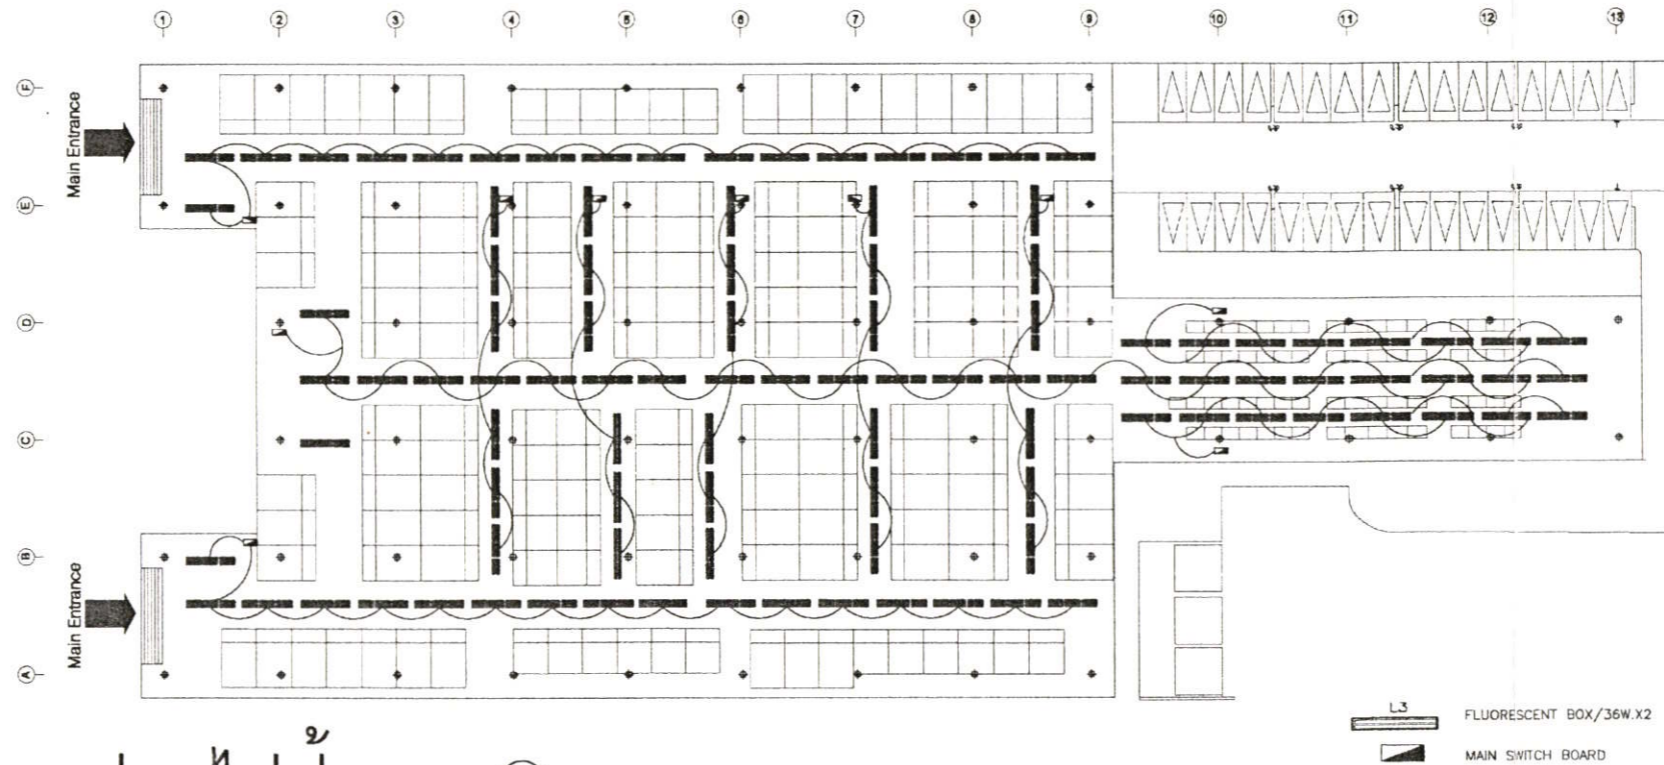 1 2 3 4 5 6 7 8 9 10 11 12 13
F
Main Entrance
E
D
C
B
Main Entrance
A
L3 FLUORESCENT BOX/36W.X2
MAIN SWITCH BOARD